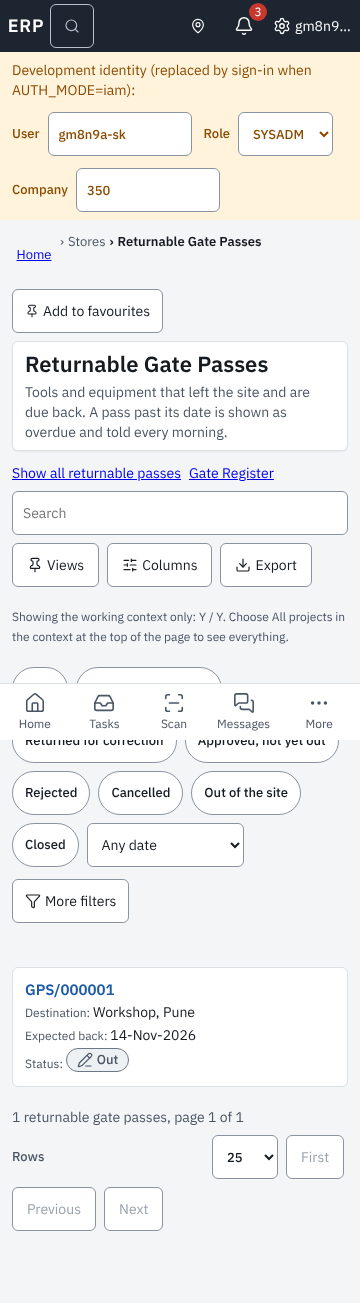 ERP
3
gm8n9...
Development identity (replaced by sign-in when
AUTH_MODE=iam):
User gm8n9a-sk Role SYSADM
Company 350
Home › Stores › Returnable Gate Passes
Add to favourites
Returnable Gate Passes
Tools and equipment that left the site and are
due back. A pass past its date is shown as
overdue and told every morning.
Show all returnable passes Gate Register
Search
Views Columns Export
Showing the working context only: Y / Y. Choose All projects in
the context at the top of the page to see everything.
Home Tasks Scan Messages More
Returned for correction Approved, not yet out
Rejected Cancelled Out of the site
Closed Any date
More filters
GPS/000001
Destination: Workshop, Pune
Expected back: 14-Nov-2026
Status: Out
1 returnable gate passes, page 1 of 1
Rows 25 First
Previous Next